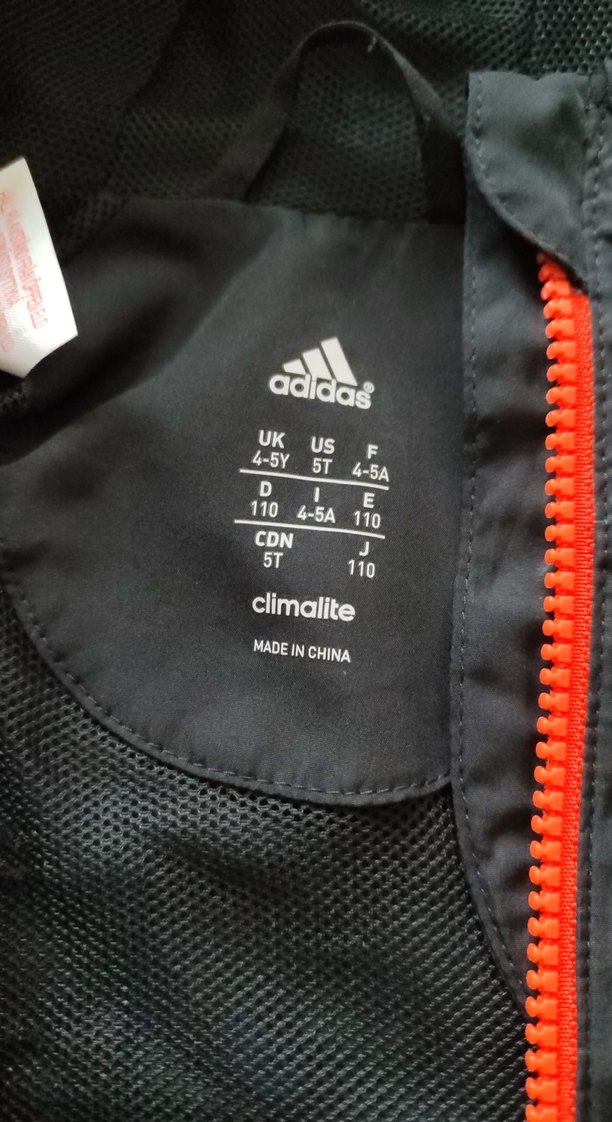 adidas®
UK US F
4-5Y 5T 4-5A
D I E
110 4-5A 110
CDN J
5T 110
climalite
MADE IN CHINA